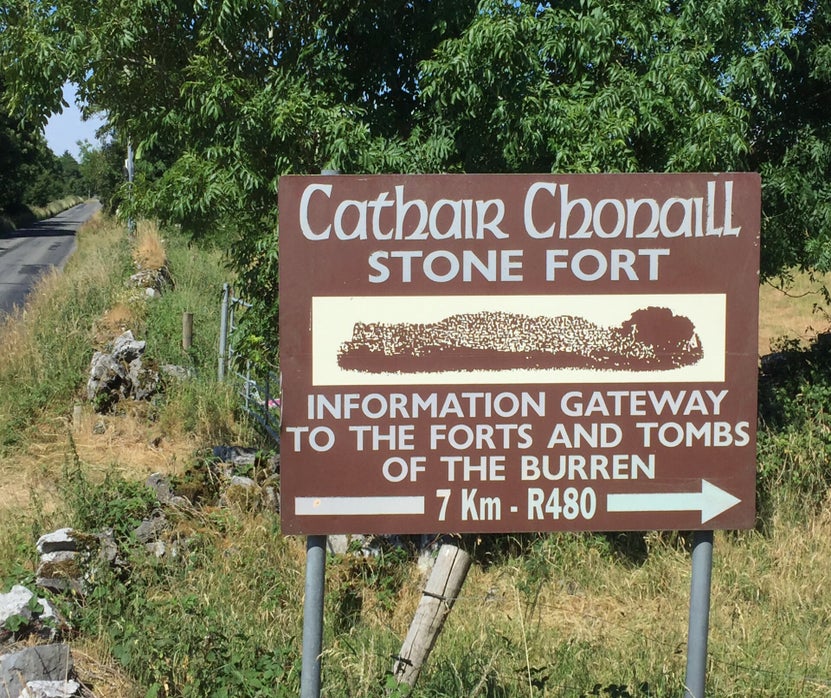 Cathair Chonaill
STONE FORT
INFORMATION GATEWAY
TO THE FORTS AND TOMBS
OF THE BURREN
7 Km - R480